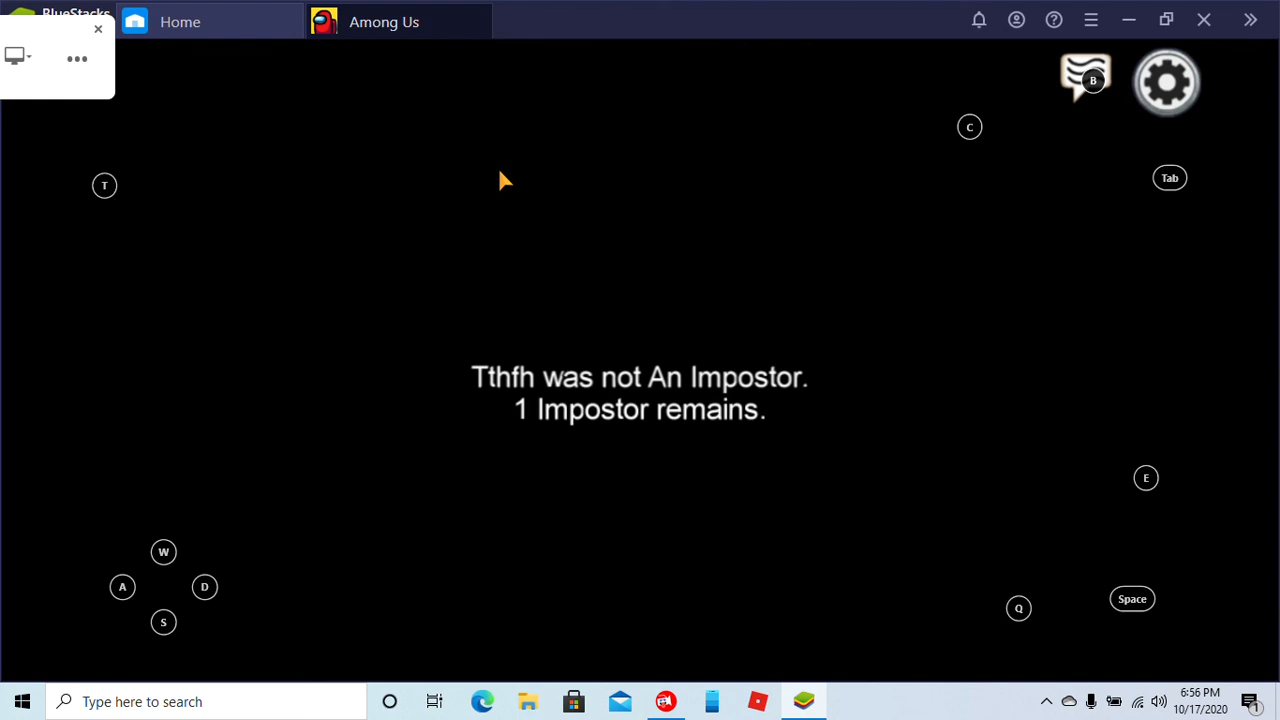 BlueStacks
Home
Among Us
B
C
T
Tab
Tthfh was not An Impostor.
1 Impostor remains.
E
W
A
D
S
Q
Space
Type here to search
6:56 PM
10/17/2020
1